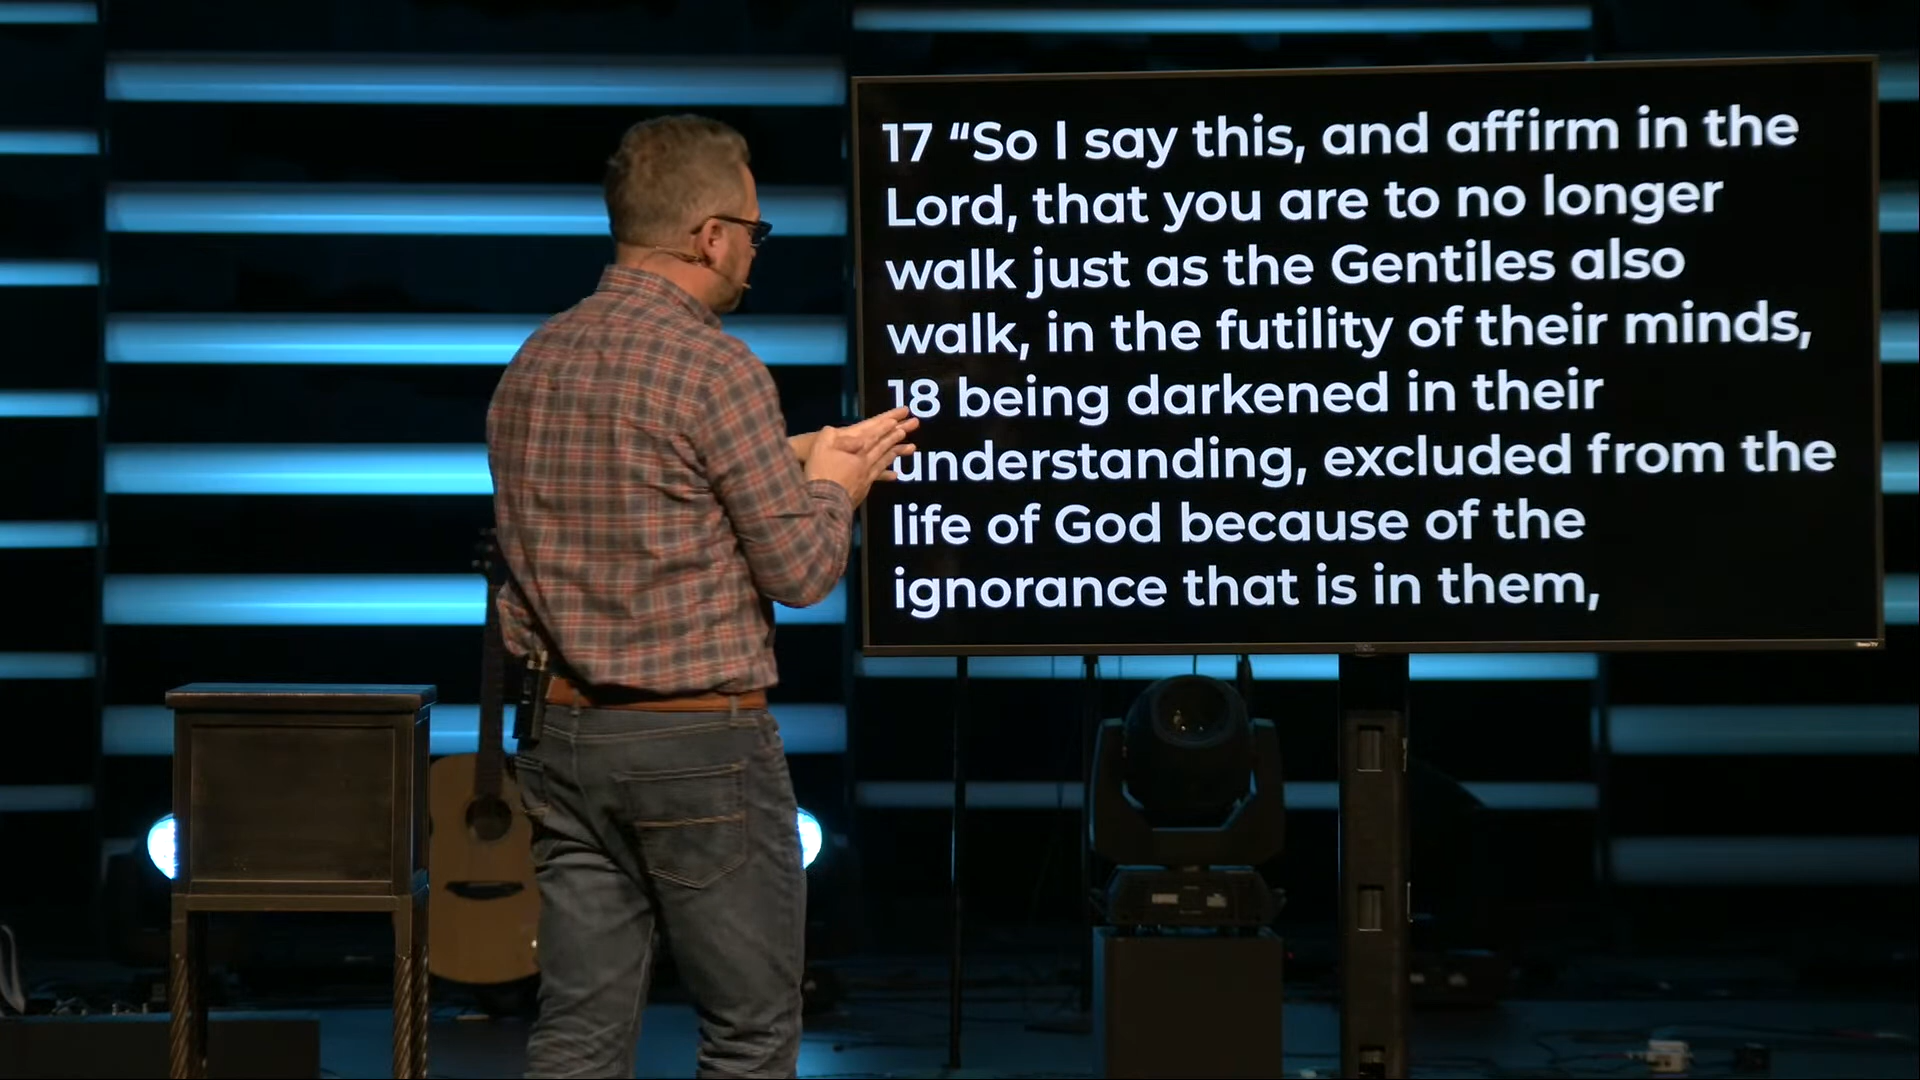 17 “So I say this, and affirm in the
Lord, that you are to no longer
walk just as the Gentiles also
walk, in the futility of their minds,
18 being darkened in their
understanding, excluded from the
life of God because of the
ignorance that is in them,